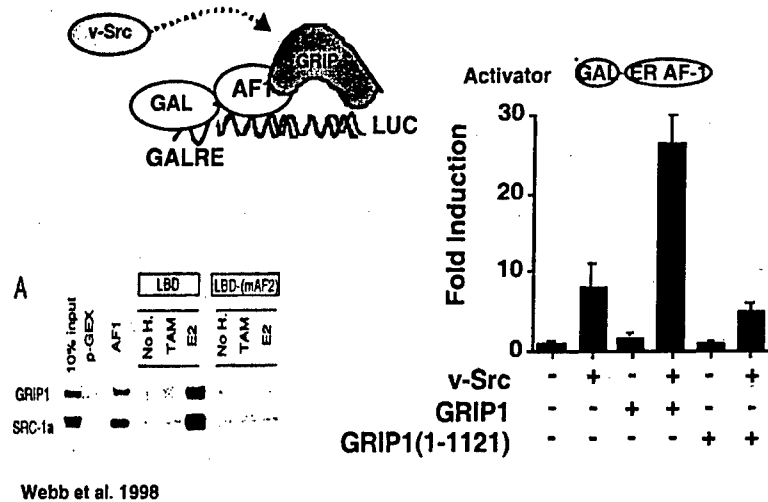 v-Src
GRIP
AF1
GAL
LUC
GALRE
Activator GAL ER AF-1
Fold Induction
30
20
10
0
v-Src - + - + - +
GRIP1 - - + + - -
GRIP1(1-1121) - - - - + +
A
LBD LBD-(mAF2)
10% input p-GEX AF1 No H. TAM E2 No H. TAM E2
GRIP1
SRC-1a
Webb et al. 1998